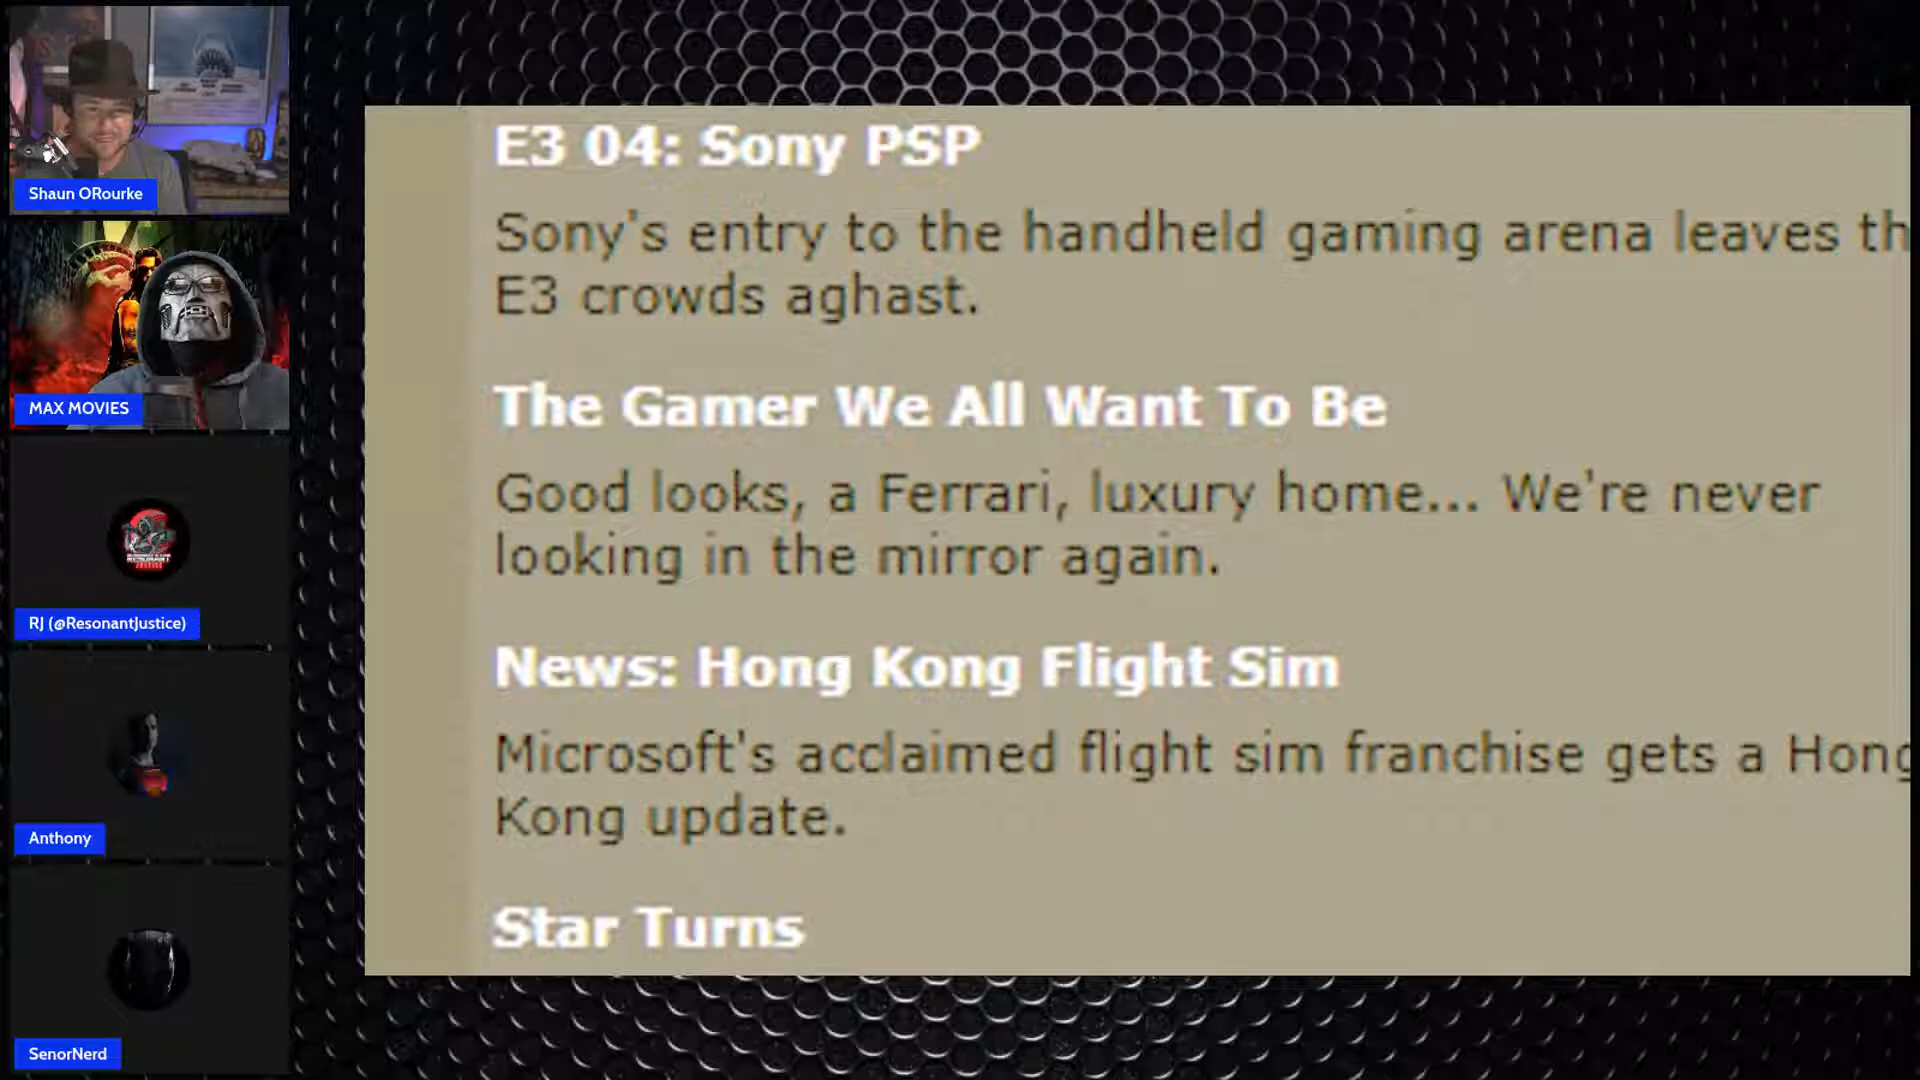 Shaun ORourke
MAX MOVIES
RJ (@ResonantJustice)
Anthony
SenorNerd
E3 04: Sony PSP
Sony's entry to the handheld gaming arena leaves th
E3 crowds aghast.
The Gamer We All Want To Be
Good looks, a Ferrari, luxury home... We're never
looking in the mirror again.
News: Hong Kong Flight Sim
Microsoft's acclaimed flight sim franchise gets a Hong
Kong update.
Star Turns